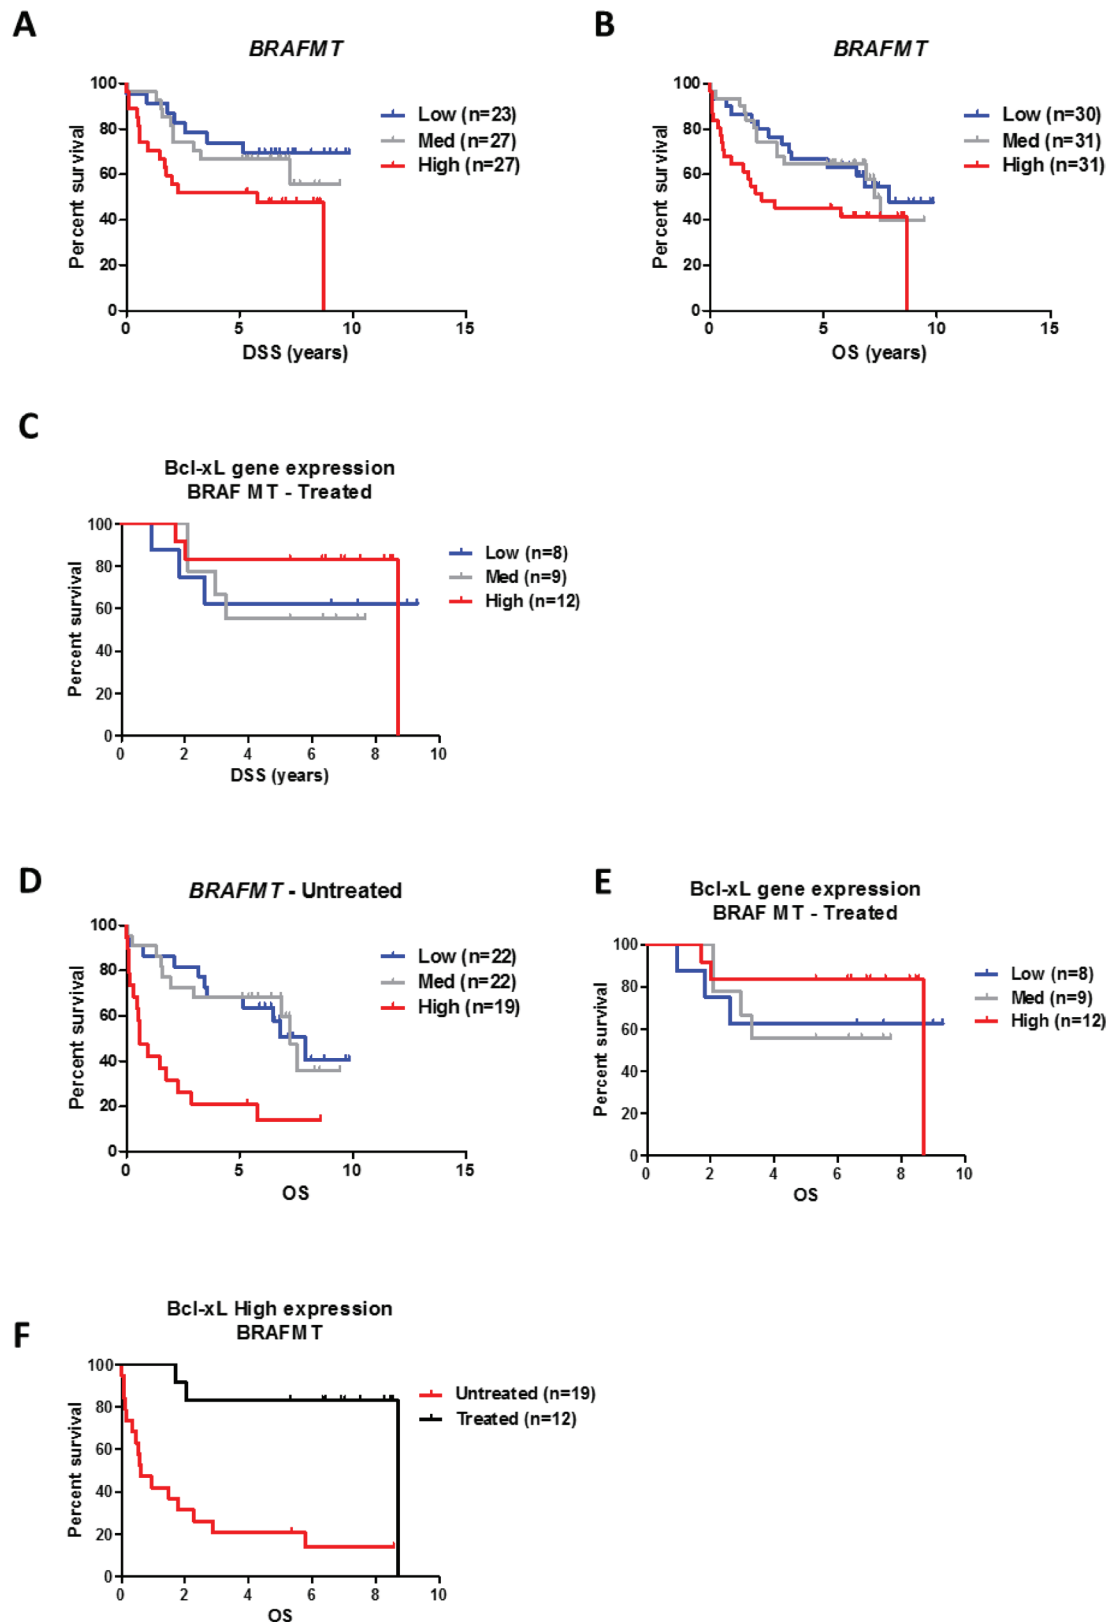 A
BRAFMT
100
80
60
40
20
0
Percent survival
0 5 10 15
DSS (years)
Low (n=23)
Med (n=27)
High (n=27)
B
BRAFMT
100
80
60
40
20
0
Percent survival
0 5 10 15
OS (years)
Low (n=30)
Med (n=31)
High (n=31)
C
Bcl-xL gene expression
BRAF MT - Treated
100
80
60
40
20
0
Percent survival
0 2 4 6 8 10
DSS (years)
Low (n=8)
Med (n=9)
High (n=12)
D
BRAFMT - Untreated
100
80
60
40
20
0
Percent survival
0 5 10 15
OS
Low (n=22)
Med (n=22)
High (n=19)
E
Bcl-xL gene expression
BRAF MT - Treated
100
80
60
40
20
0
Percent survival
0 2 4 6 8 10
OS
Low (n=8)
Med (n=9)
High (n=12)
F
Bcl-xL High expression
BRAFMT
100
80
60
40
20
0
Percent survival
0 2 4 6 8 10
OS
Untreated (n=19)
Treated (n=12)